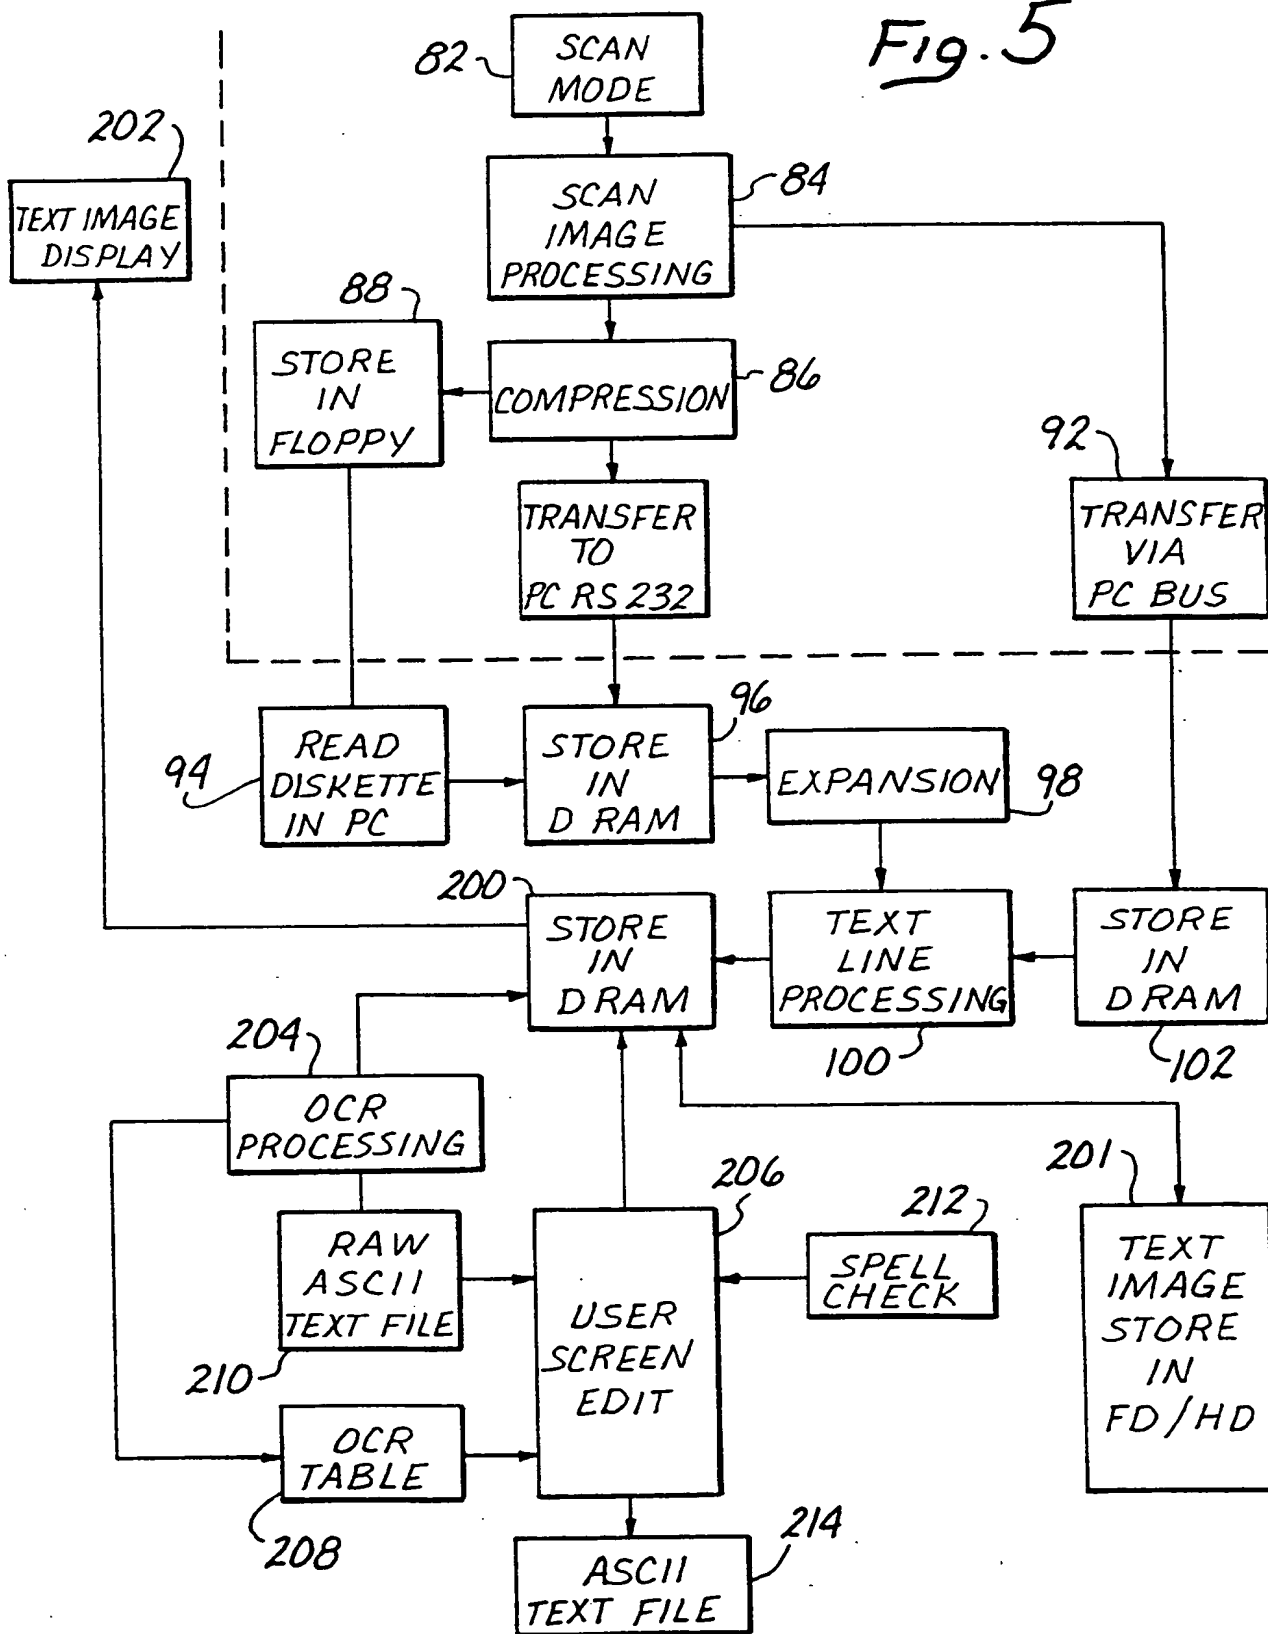 Fig. 5
82
SCAN
MODE
202
TEXT IMAGE
DISPLAY
84
SCAN
IMAGE
PROCESSING
88
STORE
IN
FLOPPY
86
COMPRESSION
92
TRANSFER
TO
PC RS 232
TRANSFER
VIA
PC BUS
94
READ
DISKETTE
IN PC
96
STORE
IN
D RAM
EXPANSION
98
200
STORE
IN
DRAM
TEXT
LINE
PROCESSING
100
STORE
IN
D RAM
102
204
OCR
PROCESSING
206
212
201
RAW
ASCII
TEXT FILE
210
USER
SCREEN
EDIT
SPELL
CHECK
TEXT
IMAGE
STORE
IN
FD/HD
OCR
TABLE
208
214
ASCII
TEXT FILE